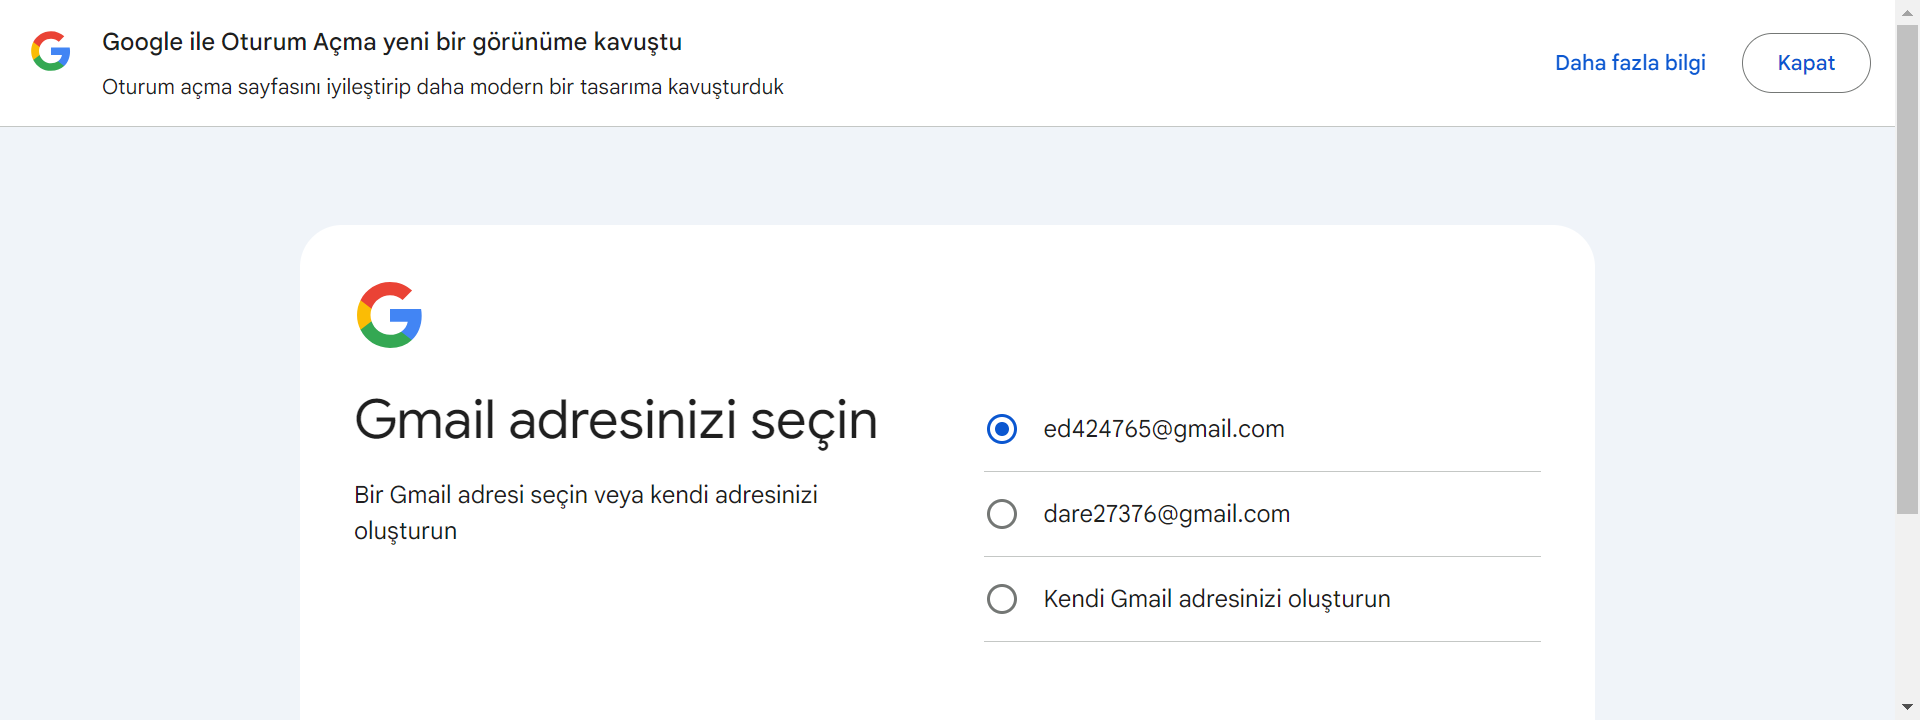 Google ile Oturum Açma yeni bir görünüme kavuştu
Oturum açma sayfasını iyileştirip daha modern bir tasarıma kavuşturduk
Daha fazla bilgi
Kapat
Gmail adresinizi seçin
Bir Gmail adresi seçin veya kendi adresinizi
oluşturun
ed424765@gmail.com
dare27376@gmail.com
Kendi Gmail adresinizi oluşturun